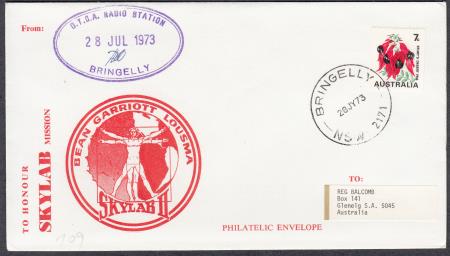 From:
O.T.C.A. RADIO STATION
28 JUL 1973
BRINGELLY
7c
AUSTRALIA
BRINGELLY
28JY73
NSW 2171
TO HONOUR
SKYLAB MISSION
BEAN GARRIOTT LOUSMA
SKYLAB II
TO:
REG BALCOMB
Box 141
Glenelg S.A. 5045
Australia
PHILATELIC ENVELOPE
109